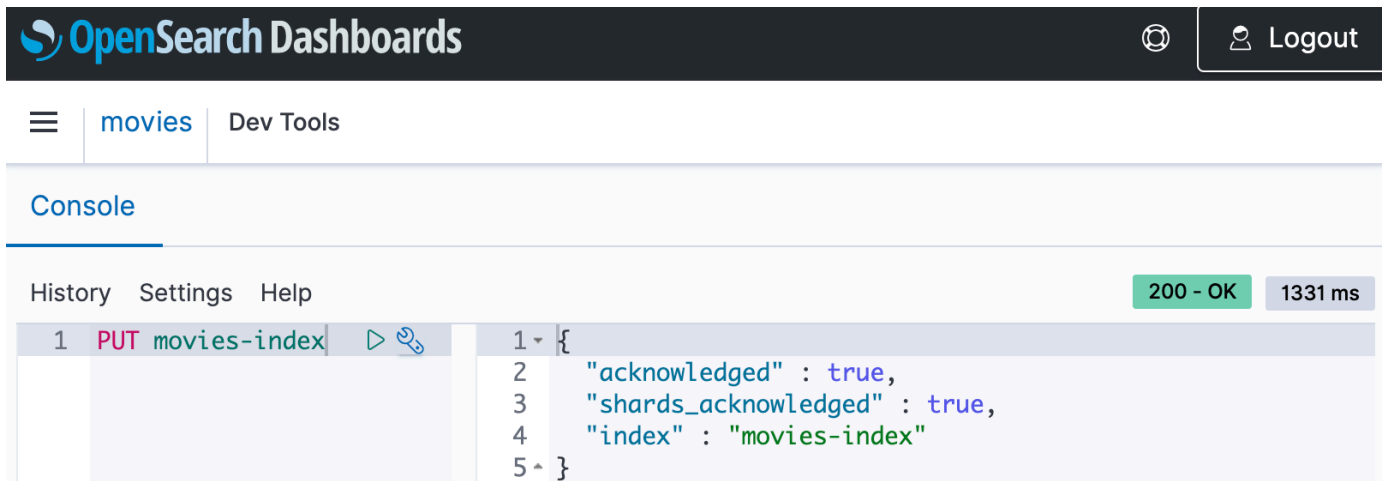 OpenSearch Dashboards
Logout
movies Dev Tools
Console
History Settings Help
200 - OK 1331 ms
1 PUT movies-index
1 {
2 "acknowledged" : true,
3 "shards_acknowledged" : true,
4 "index" : "movies-index"
5 }